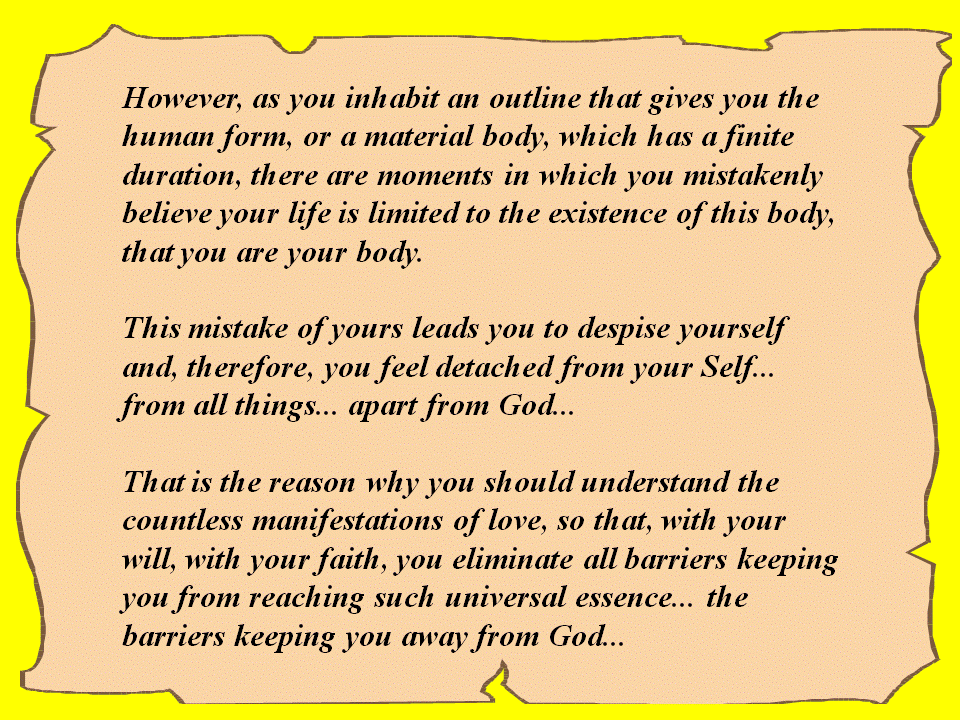 However, as you inhabit an outline that gives you the
human form, or a material body, which has a finite
duration, there are moments in which you mistakenly
believe your life is limited to the existence of this body,
that you are your body.
This mistake of yours leads you to despise yourself
and, therefore, you feel detached from your Self...
from all things... apart from God...
That is the reason why you should understand the
countless manifestations of love, so that, with your
will, with your faith, you eliminate all barriers keeping
you from reaching such universal essence... the
barriers keeping you away from God...